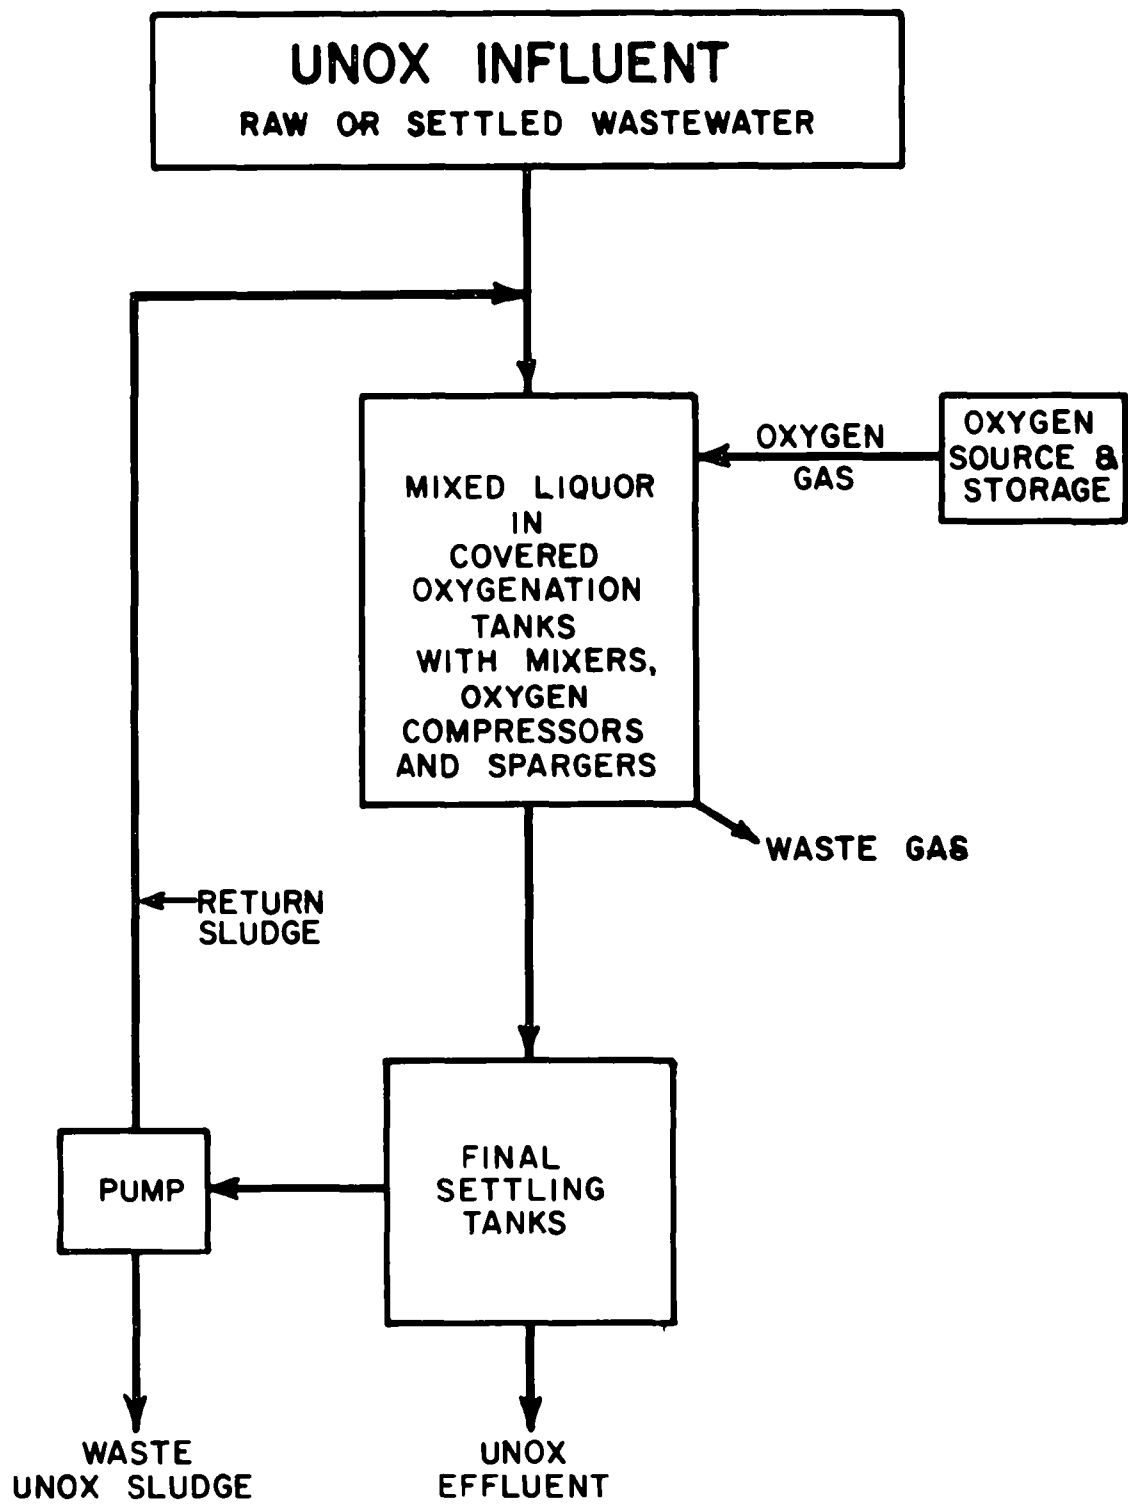 UNOX INFLUENT
RAW OR SETTLED WASTEWATER
OXYGEN
GAS
OXYGEN
SOURCE &
STORAGE
MIXED LIQUOR
IN
COVERED
OXYGENATION
TANKS
WITH MIXERS,
OXYGEN
COMPRESSORS
AND SPARGERS
WASTE GAS
RETURN
SLUDGE
PUMP
FINAL
SETTLING
TANKS
WASTE
UNOX SLUDGE
UNOX
EFFLUENT